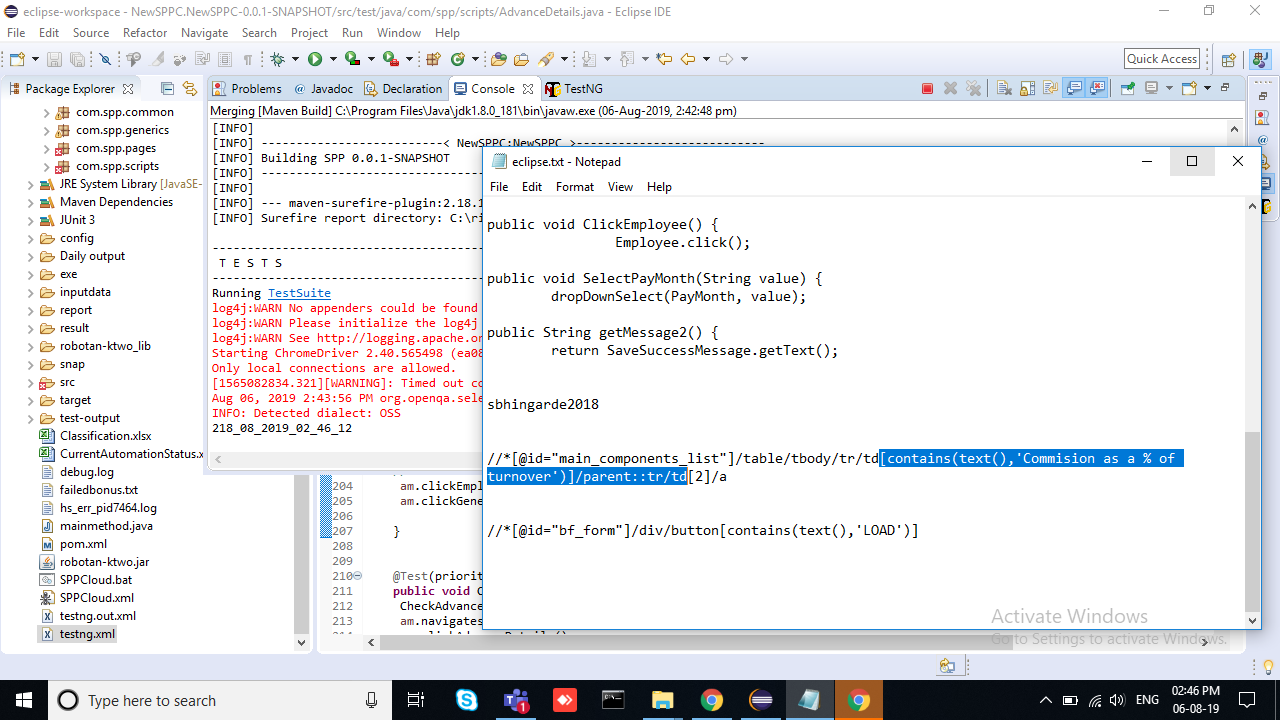 eclipse-workspace - NewSPPC.NewSPPC-0.0.1-SNAPSHOT/src/test/java/com/spp/scripts/AdvanceDetails.java - Eclipse IDE
File Edit Source Refactor Navigate Search Project Run Window Help
Quick Access
Package Explorer
com.spp.common
com.spp.generics
com.spp.pages
com.spp.scripts
JRE System Library [JavaSE-
Maven Dependencies
JUnit 3
config
Daily output
exe
inputdata
report
result
robotan-ktwo_lib
snap
src
target
test-output
Classification.xlsx
CurrentAutomationStatus.x
debug.log
failedbonus.txt
hs_err_pid7464.log
mainmethod.java
pom.xml
robotan-ktwo.jar
SPPCloud.bat
SPPCloud.xml
testng.out.xml
testng.xml
Problems @ Javadoc Declaration Console TestNG
Merging [Maven Build] C:\Program Files\Java\jdk1.8.0_181\bin\javaw.exe (06-Aug-2019, 2:42:48 pm)
[INFO]
[INFO] --------------------------< NewSPPC:NewSPPC >---------------------------
[INFO] Building SPP 0.0.1-SNAPSHOT
[INFO] ----------------------------------
[INFO]
[INFO] --- maven-surefire-plugin:2.18.1
[INFO] Surefire report directory: C:\ri
-----------------------------------
T E S T S
-----------------------------------
Running TestSuite
log4j:WARN No appenders could be found
log4j:WARN Please initialize the log4j
log4j:WARN See http://logging.apache.or
Starting ChromeDriver 2.40.565498 (ea08
Only local connections are allowed.
[1565082834.321][WARNING]: Timed out co
Aug 06, 2019 2:43:56 PM org.openqa.sele
INFO: Detected dialect: OSS
218_08_2019_02_46_12
204 am.clickEmpl
205 am.clickGene
206
207 }
208
209
210 @Test(priorit
211 public void C
212 CheckAdvance
213 am.navigates
eclipse.txt - Notepad
File Edit Format View Help
public void ClickEmployee() {
Employee.click();
public void SelectPayMonth(String value) {
dropDownSelect(PayMonth, value);
public String getMessage2() {
return SaveSuccessMessage.getText();
sbhingarde2018
//*[@id="main_components_list"]/table/tbody/tr/td[contains(text(),'Commision as a % of
turnover')]/parent::tr/td[2]/a
//*[@id="bf_form"]/div/button[contains(text(),'LOAD')]
Activate Windows
Go to Settings to activate Windows.
Type here to search
1
ENG
02:46 PM
06-08-19